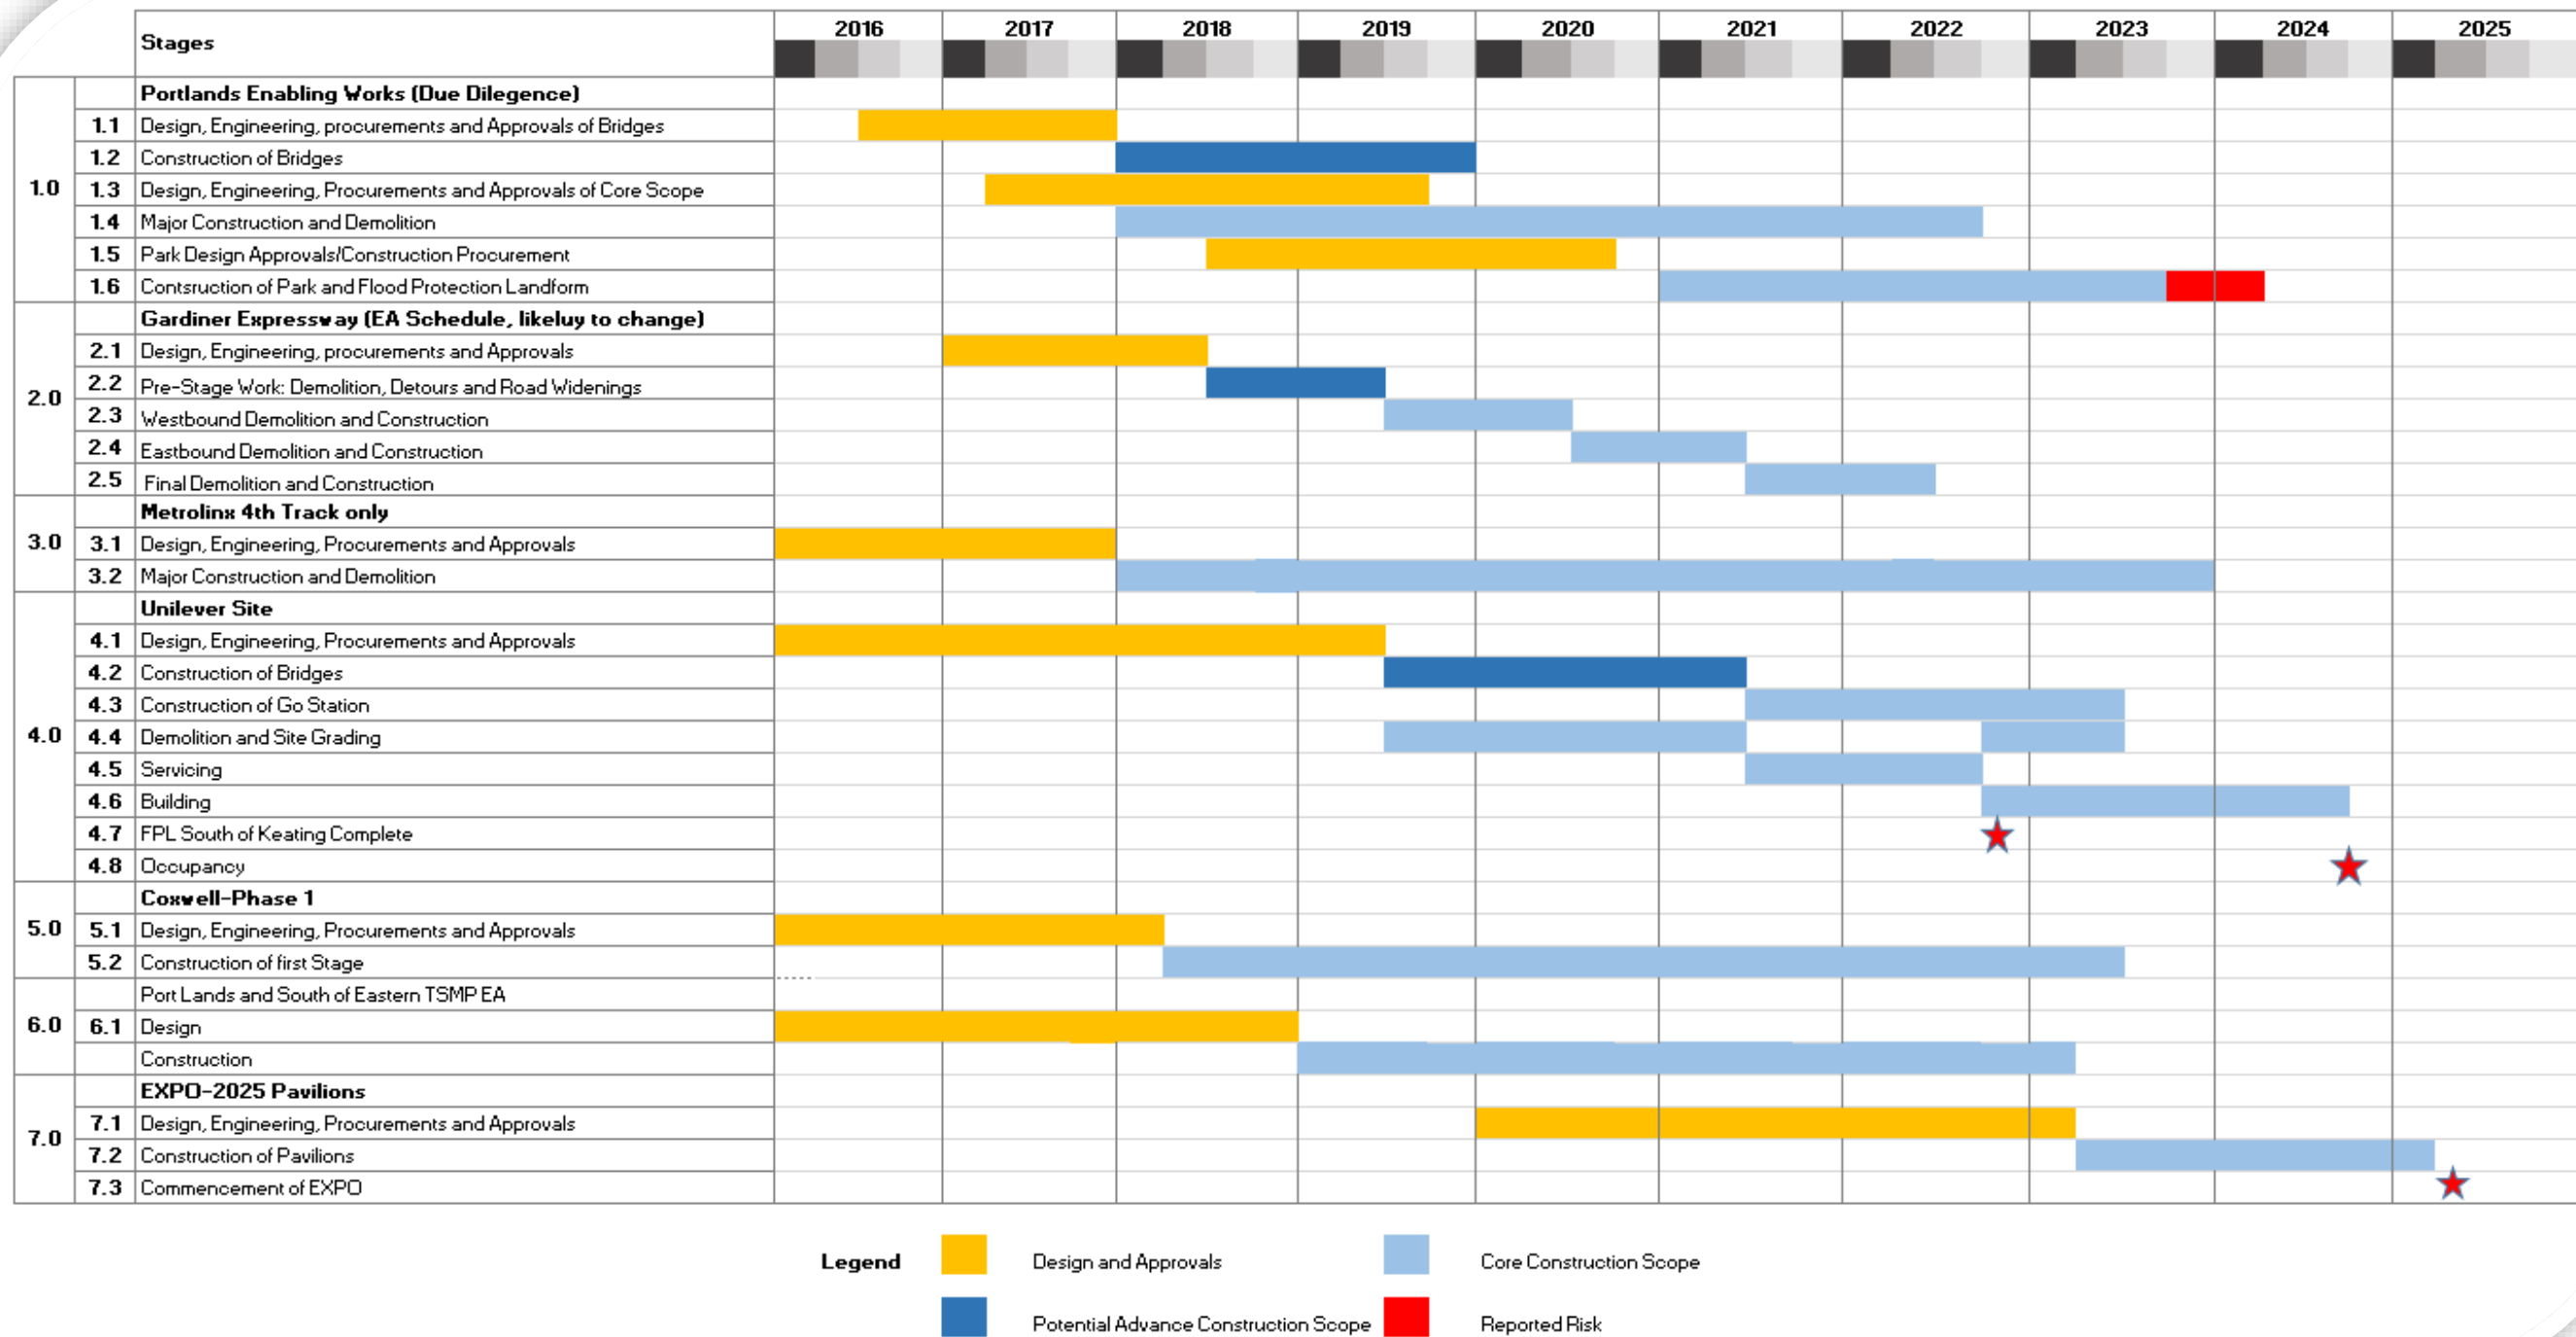 Stages 2016 2017 2018 2019 2020 2021 2022 2023 2024 2025
Portlands Enabling Works (Due Dilegence)
1.1 Design, Engineering, procurements and Approvals of Bridges
1.2 Construction of Bridges
1.0
1.3 Design, Engineering, Procurements and Approvals of Core Scope
1.4 Major Construction and Demolition
1.5 Park Design Approvals/Construction Procurement
1.6 Contsruction of Park and Flood Protection Landform
Gardiner Expressway (EA Schedule, likeluy to change)
2.1 Design, Engineering, procurements and Approvals
2.2 Pre-Stage Work: Demolition, Detours and Road Widenings
2.0
2.3 Westbound Demolition and Construction
2.4 Eastbound Demolition and Construction
2.5 Final Demolition and Construction
Metrolinx 4th Track only
3.0 3.1 Design, Engineering, Procurements and Approvals
3.2 Major Construction and Demolition
Unilever Site
4.1 Design, Engineering, Procurements and Approvals
4.2 Construction of Bridges
4.3 Construction of Go Station
4.0 4.4 Demolition and Site Grading
4.5 Servicing
4.6 Building
4.7 FPL South of Keating Complete
4.8 Occupancy
Coxwell-Phase 1
5.0 5.1 Design, Engineering, Procurements and Approvals
5.2 Construction of first Stage
Port Lands and South of Eastern TSMP EA
6.0 6.1 Design
Construction
EXPO-2025 Pavilions
7.1 Design, Engineering, Procurements and Approvals
7.0
7.2 Construction of Pavilions
7.3 Commencement of EXPO
Legend Design and Approvals Core Construction Scope
Potential Advance Construction Scope Reported Risk